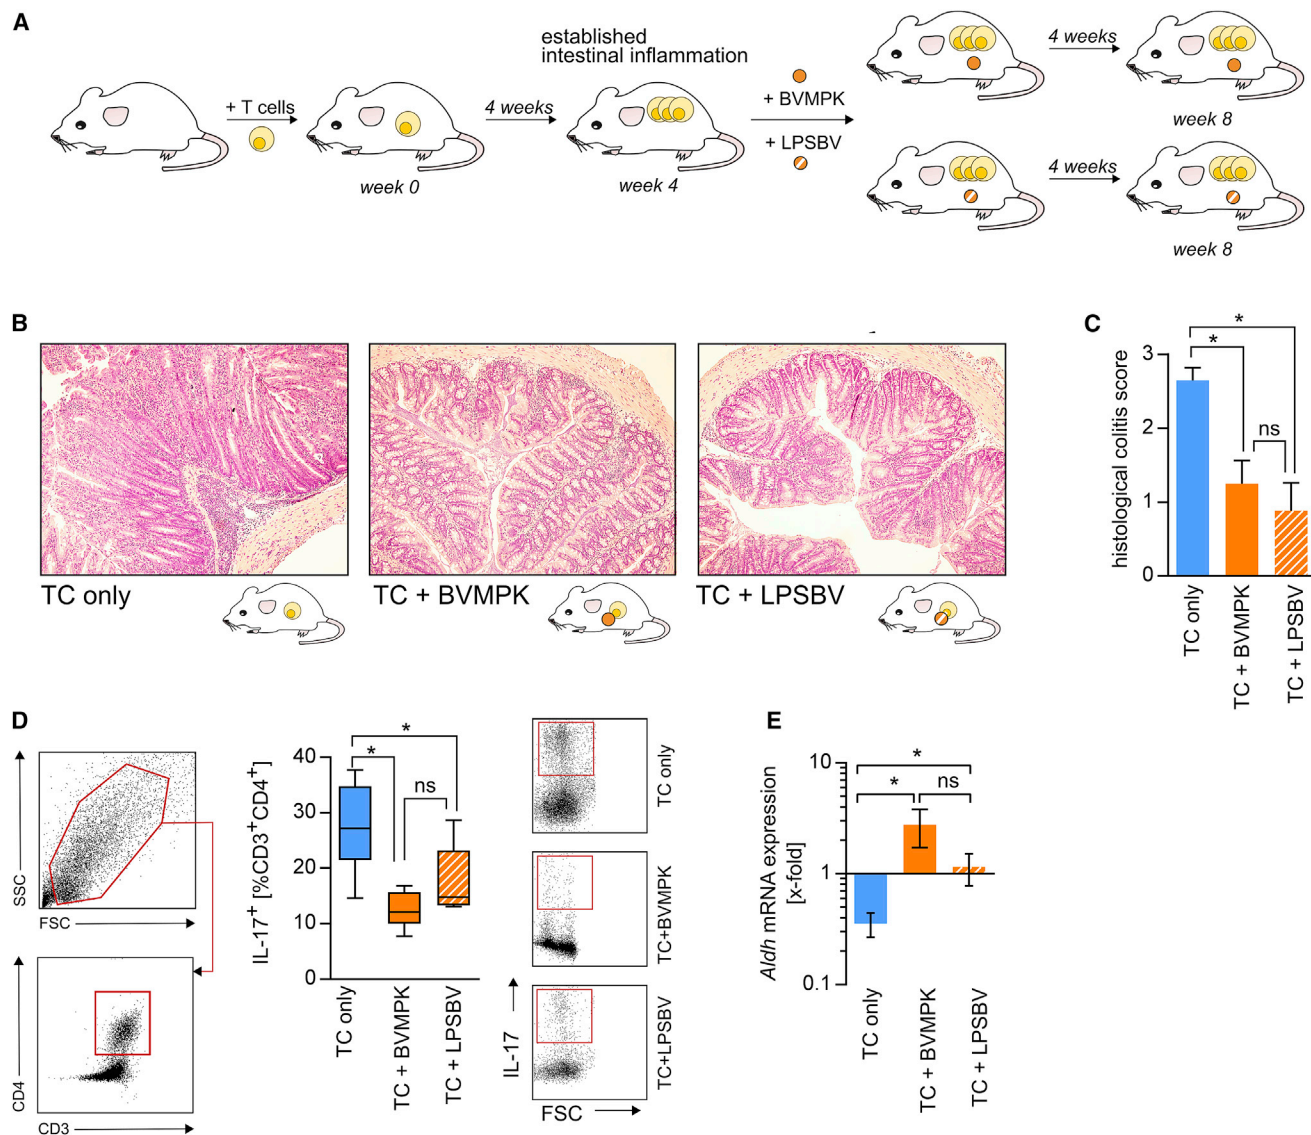 A
+ T cells
week 0
4 weeks
established
intestinal inflammation
week 4
+ BVMPK
+ LPSBV
4 weeks
week 8
4 weeks
week 8
B
TC only
TC + BVMPK
TC + LPSBV
C
histological colitis score
3
2
1
0
*
*
ns
TC only
TC + BVMPK
TC + LPSBV
D
SSC
FSC
CD4
CD3
IL-17⁺ [%CD3⁺CD4⁺]
40
30
20
10
0
*
*
ns
TC only
TC + BVMPK
TC + LPSBV
TC only
TC+BVMPK
TC+LPSBV
IL-17
FSC
E
Aldh mRNA expression
[x-fold]
10
1
0.1
*
*
ns
TC only
TC + BVMPK
TC + LPSBV